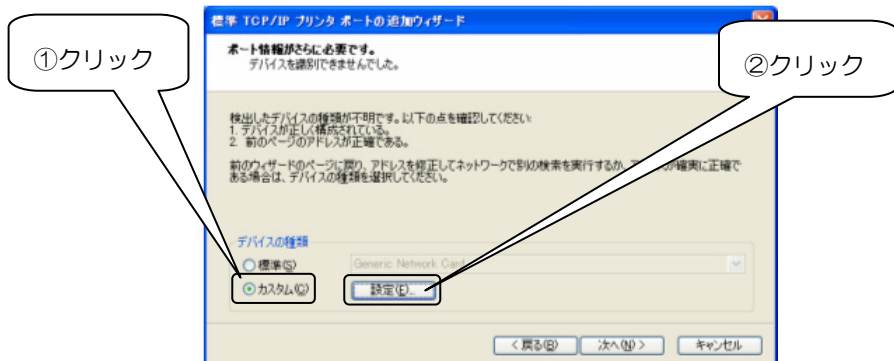 標準 TCP/IP プリンタ ポートの追加ウィザード
ポート情報がさらに必要です。
デバイスを識別できませんでした。
①クリック
②クリック
検出したデバイスの種類が不明です。以下の点を確認してください:
1. デバイスが正しく構成されている。
2. 前のページのアドレスが正確である。
前のウィザードのページに戻り、アドレスを修正してネットワークで別の検索を実行するか、ア
が確実に正確で
ある場合は、デバイスの種類を選択してください。
デバイスの種類
標準(S)
Generic Network Card
カスタム(C)
設定(E)...
< 戻る(B)
次へ(N) >
キャンセル